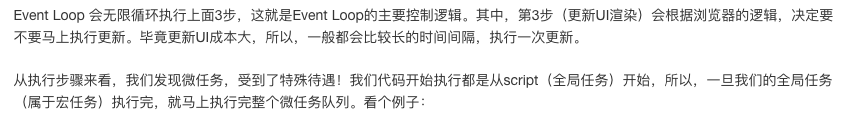 Event Loop 会无限循环执行上面3步，这就是Event Loop的主要控制逻辑。其中，第3步（更新UI渲染）会根据浏览器的逻辑，决定要
不要马上执行更新。毕竟更新UI成本大，所以，一般都会比较长的时间间隔，执行一次更新。
从执行步骤来看，我们发现微任务，受到了特殊待遇！我们代码开始执行都是从script（全局任务）开始，所以，一旦我们的全局任务
（属于宏任务）执行完，就马上执行完整个微任务队列。看个例子：